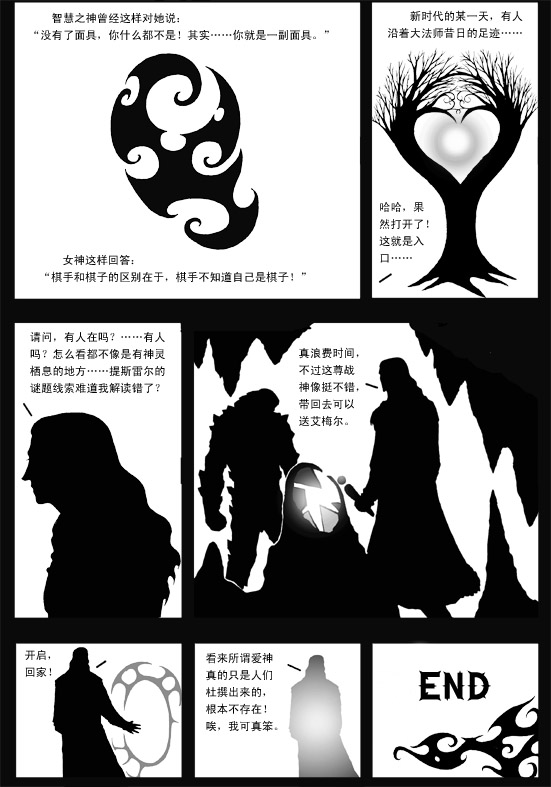 智慧之神曾经这样对她说：
“没有了面具，你什么都不是！其实……你就是一副面具。”
女神这样回答：
“棋手和棋子的区别在于，棋手不知道自己是棋子！”
新时代的某一天，有人
沿着大法师昔日的足迹……
哈哈，果
然打开了！
这就是入
口……
请问，有人在吗？……有人
吗？怎么看都不像是有神灵
栖息的地方……提斯雷尔的
谜题线索难道我解读错了？
真浪费时间，
不过这尊战
神像挺不错，
带回去可以
送艾梅尔。
开启，
回家！
看来所谓爱神
真的只是人们
杜撰出来的，
根本不存在！
唉，我可真笨。
END